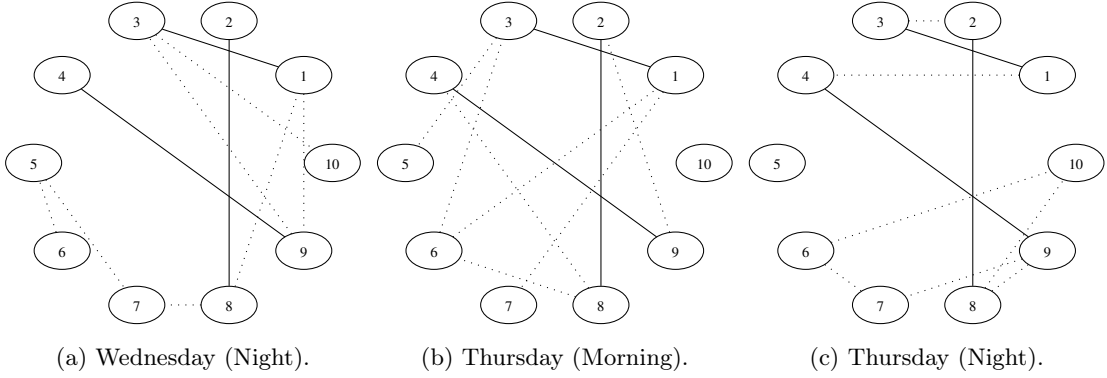 3 2 3 2 3 2
4 1 4 1 4 1
5 10 5 10 5 10
6 9 6 9 6 9
7 8 7 8 7 8
(a) Wednesday (Night). (b) Thursday (Morning). (c) Thursday (Night).